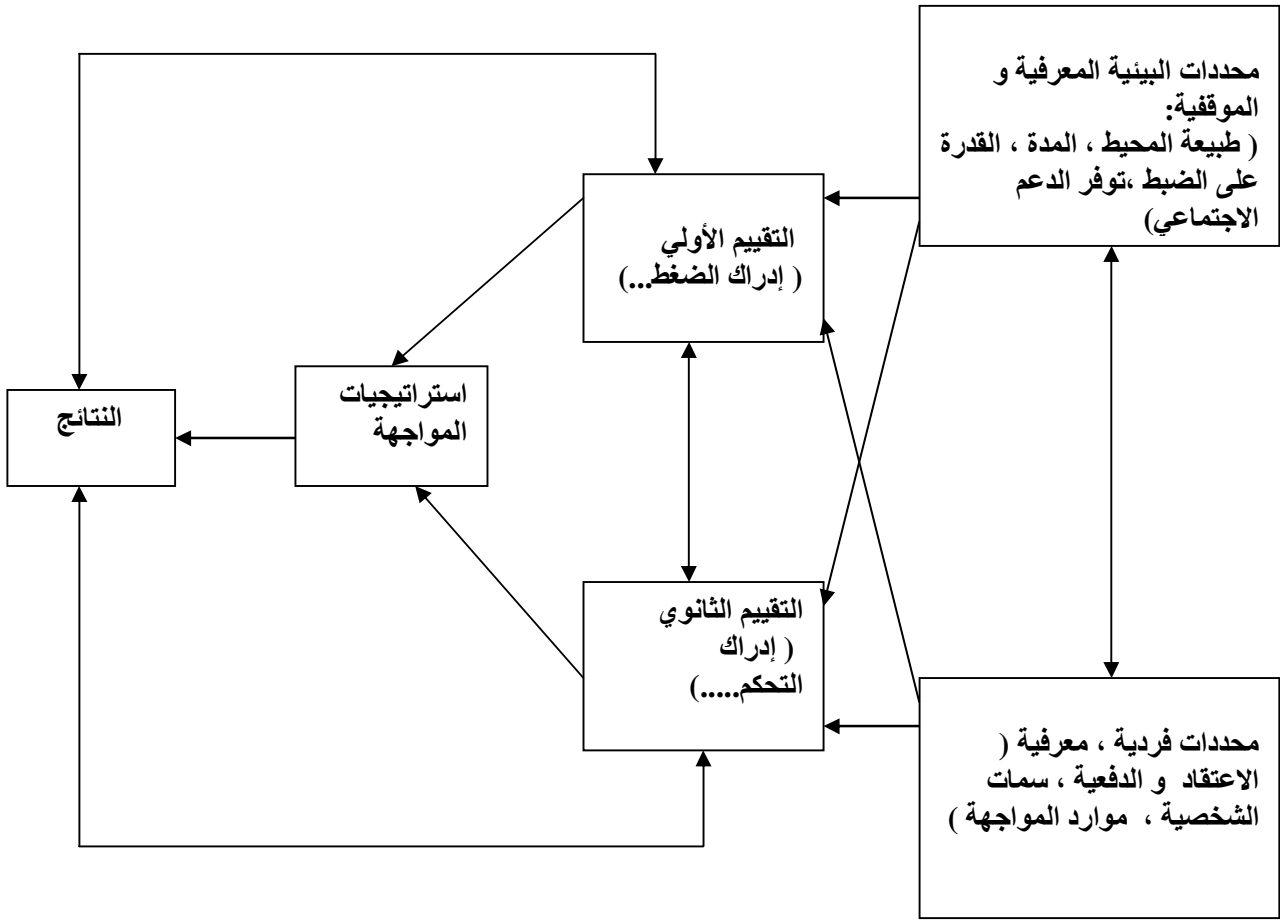 محددات البيئية المعرفية و
الموقفية:
( طبيعة المحيط ، المدة ، القدرة
على الضبط ،توفر الدعم
الاجتماعي)
التقييم الأولي
( إدراك الضغط...)
استراتيجيات
المواجهة
النتائج
التقييم الثانوي
( إدراك
التحكم.....)
محددات فردية ، معرفية (
الاعتقاد و الدفعية ، سمات
الشخصية ، موارد المواجهة )